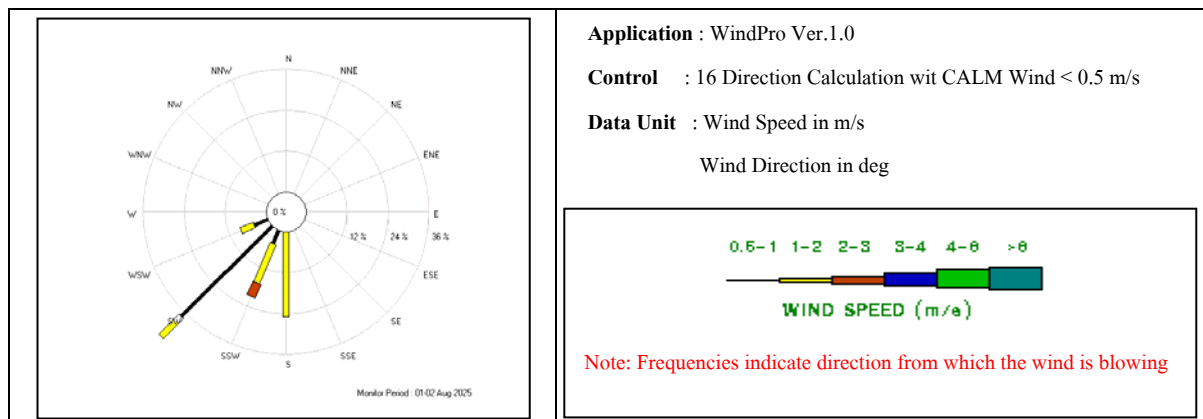 N
NNW
NNE
NW
NE
WNW
ENE
W
0 %
E
12 %
24 %
36 %
WSW
ESE
SW
SE
SSW
SSE
S
Monitor Period : 01-02 Aug 2025
Application : WindPro Ver.1.0
Control : 16 Direction Calculation wit CALM Wind < 0.5 m/s
Data Unit : Wind Speed in m/s
Wind Direction in deg
0.5-1 1-2 2-3 3-4 4-6 >6
WIND SPEED (m/s)
Note: Frequencies indicate direction from which the wind is blowing